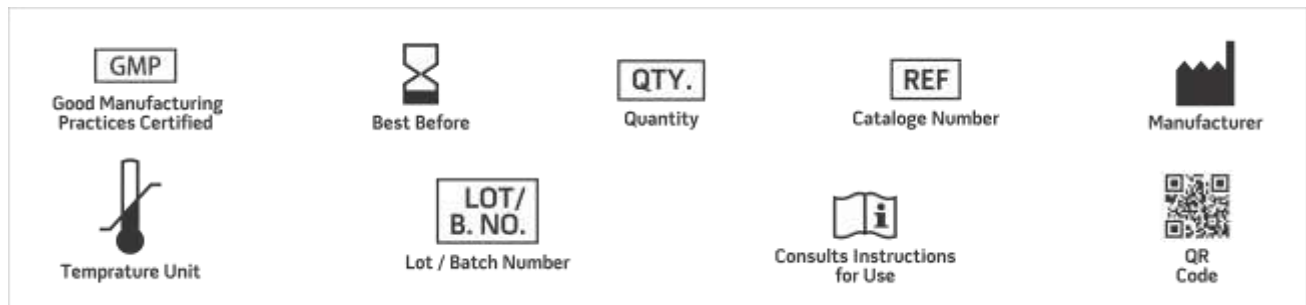 GMP
Good Manufacturing
Practices Certified
Best Before
QTY.
Quantity
REF
Cataloge Number
Manufacturer
Temprature Unit
LOT/
B. NO.
Lot / Batch Number
i
Consults Instructions
for Use
QR
Code